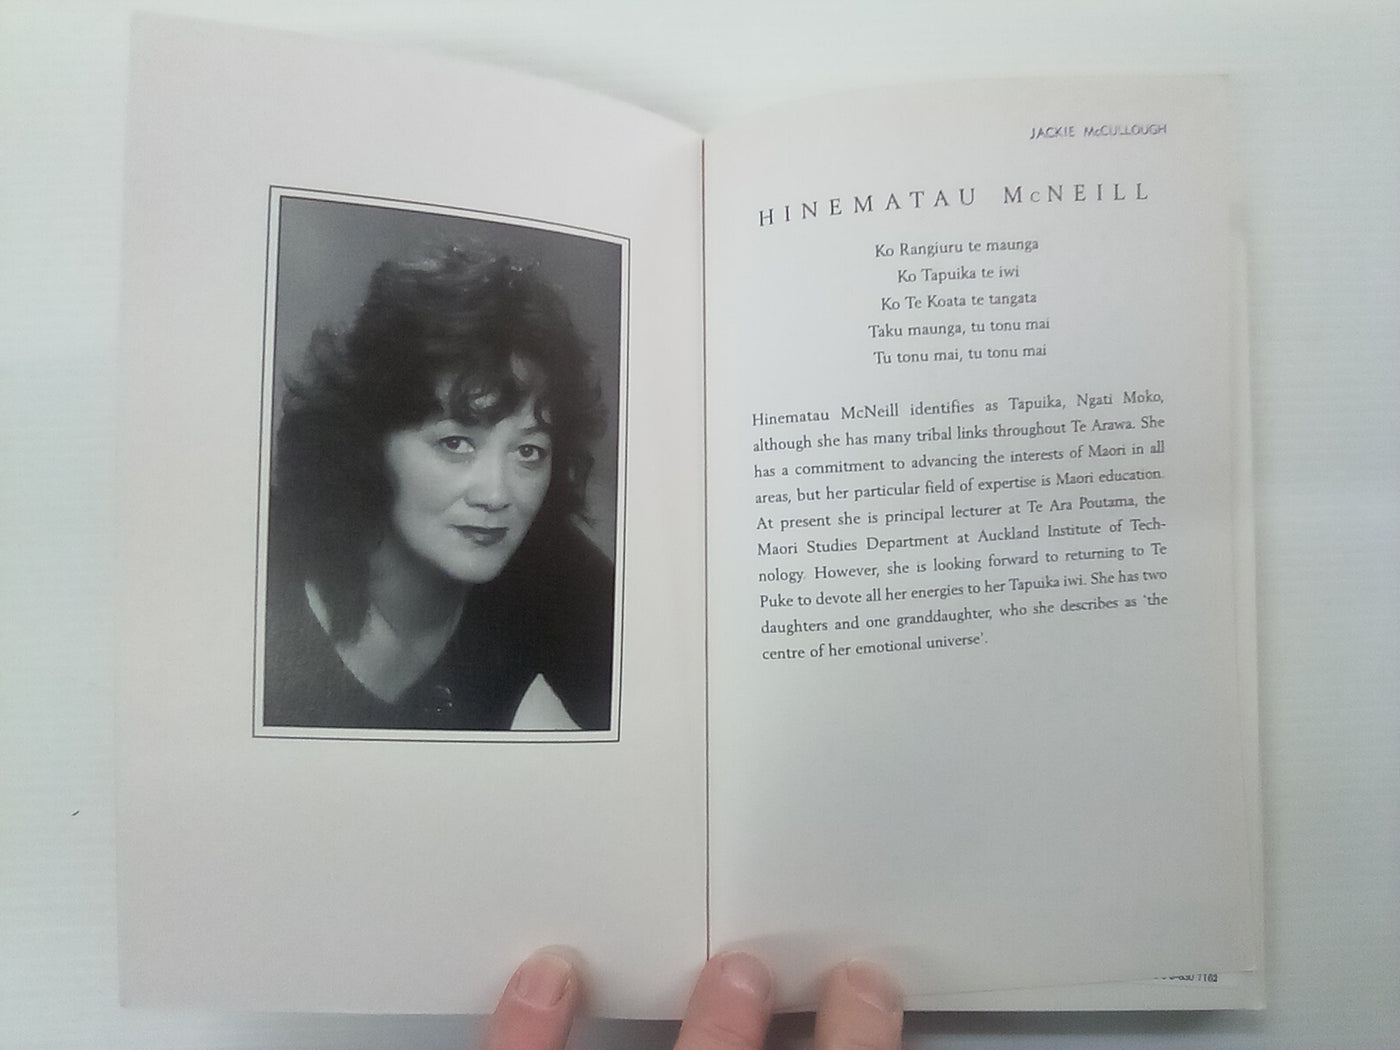 JACKIE McCULLOUGH
HINEMATAU McNEILL
Ko Rangiuru te maunga
Ko Tapuika te iwi
Ko Te Koata te tangata
Taku maunga, tu tonu mai
Tu tonu mai, tu tonu mai
Hinematau McNeill identifies as Tapuika, Ngati Moko,
although she has many tribal links throughout Te Arawa. She
has a commitment to advancing the interests of Maori in all
areas, but her particular field of expertise is Maori education.
At present she is principal lecturer at Te Ara Poutama, the
Maori Studies Department at Auckland Institute of Tech-
nology. However, she is looking forward to returning to Te
Puke to devote all her energies to her Tapuika iwi. She has two
daughters and one granddaughter, who she describes as ‘the
centre of her emotional universe’.